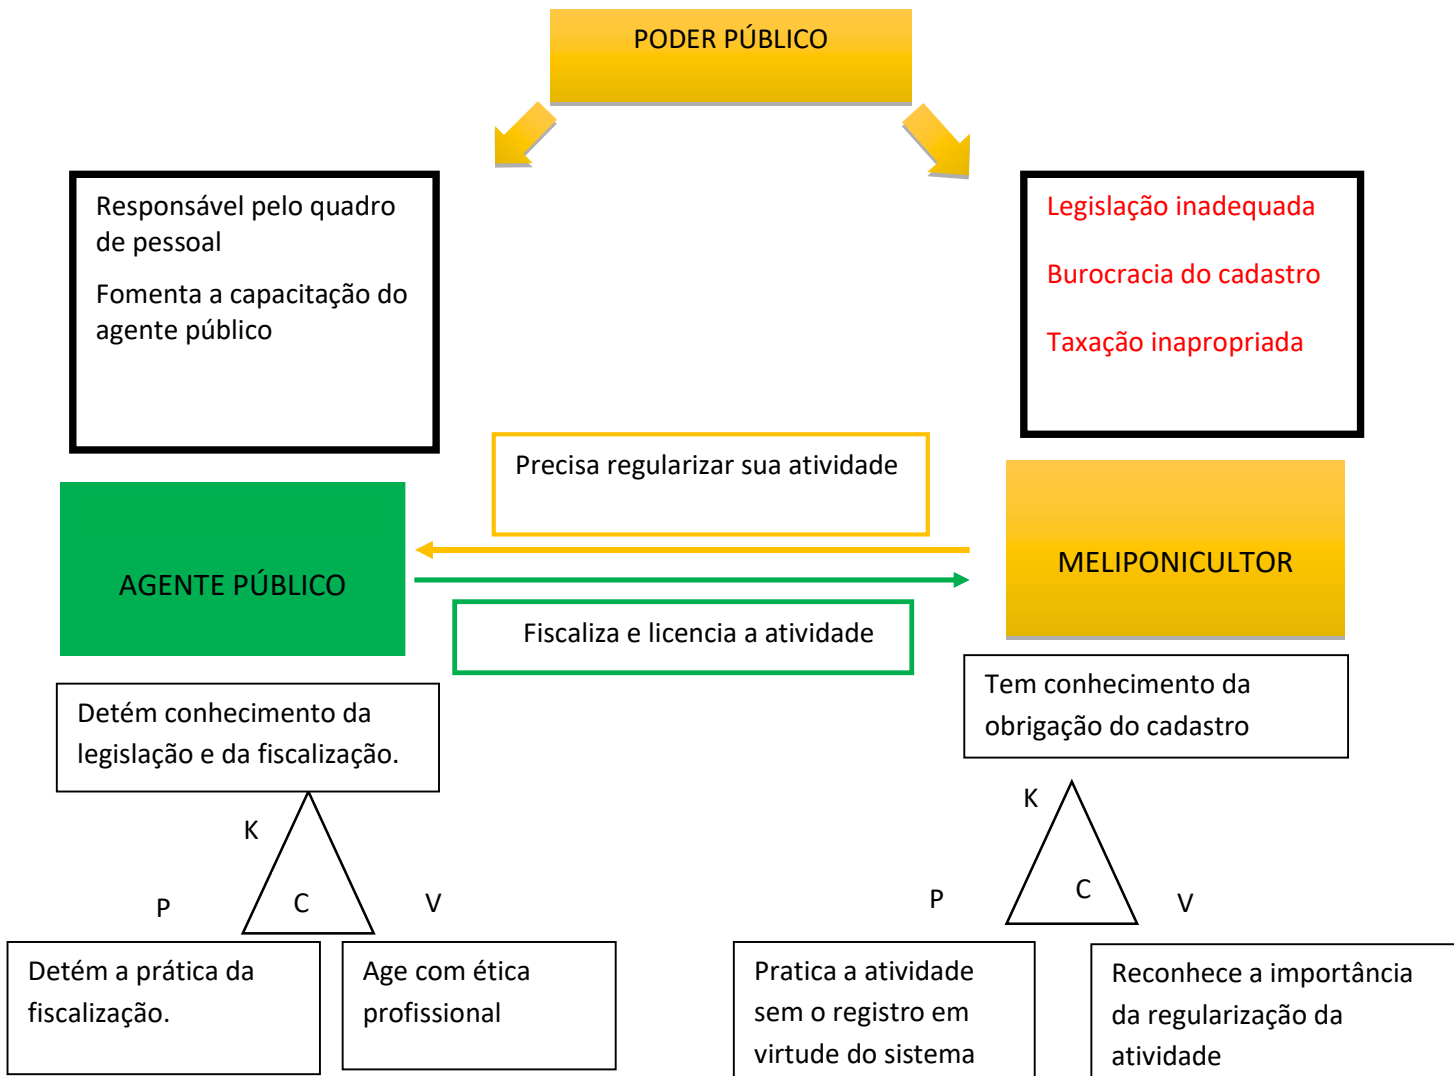 PODER PÚBLICO
Responsável pelo quadro
de pessoal
Fomenta a capacitação do
agente público
Legislação inadequada
Burocracia do cadastro
Taxação inapropriada
Precisa regularizar sua atividade
AGENTE PÚBLICO
MELIPONICULTOR
Fiscaliza e licencia a atividade
Detém conhecimento da
legislação e da fiscalização.
Tem conhecimento da
obrigação do cadastro
K
P
C
V
K
P
C
V
Detém a prática da
fiscalização.
Age com ética
profissional
Pratica a atividade
sem o registro em
virtude do sistema
Reconhece a importância
da regularização da
atividade